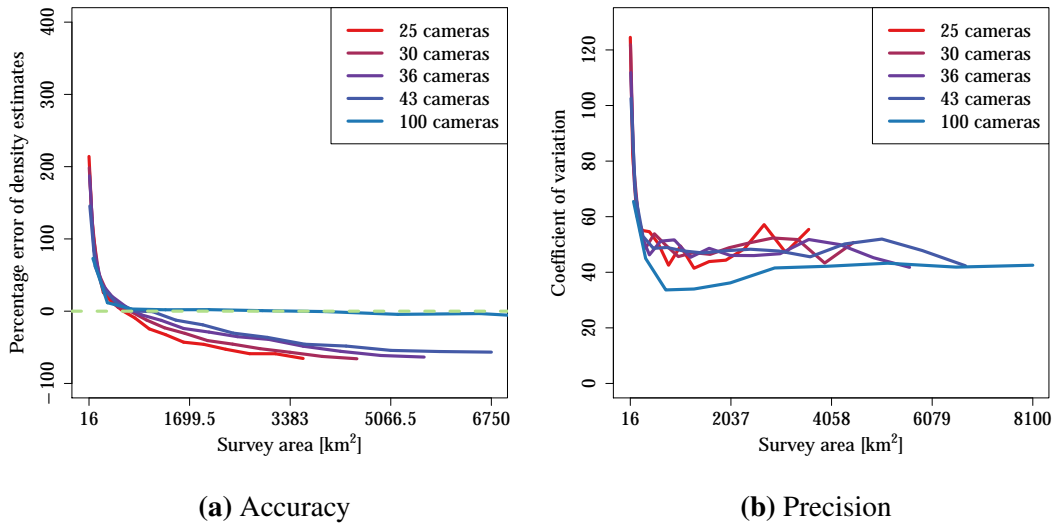 Percentage error of density estimates
400
300
200
100
0
−100
25 cameras
30 cameras
36 cameras
43 cameras
100 cameras
16
1699.5
3383
5066.5
6750
Survey area [km²]
(a) Accuracy
Coefficient of variation
120
100
80
60
40
20
0
25 cameras
30 cameras
36 cameras
43 cameras
100 cameras
16
2037
4058
6079
8100
Survey area [km²]
(b) Precision